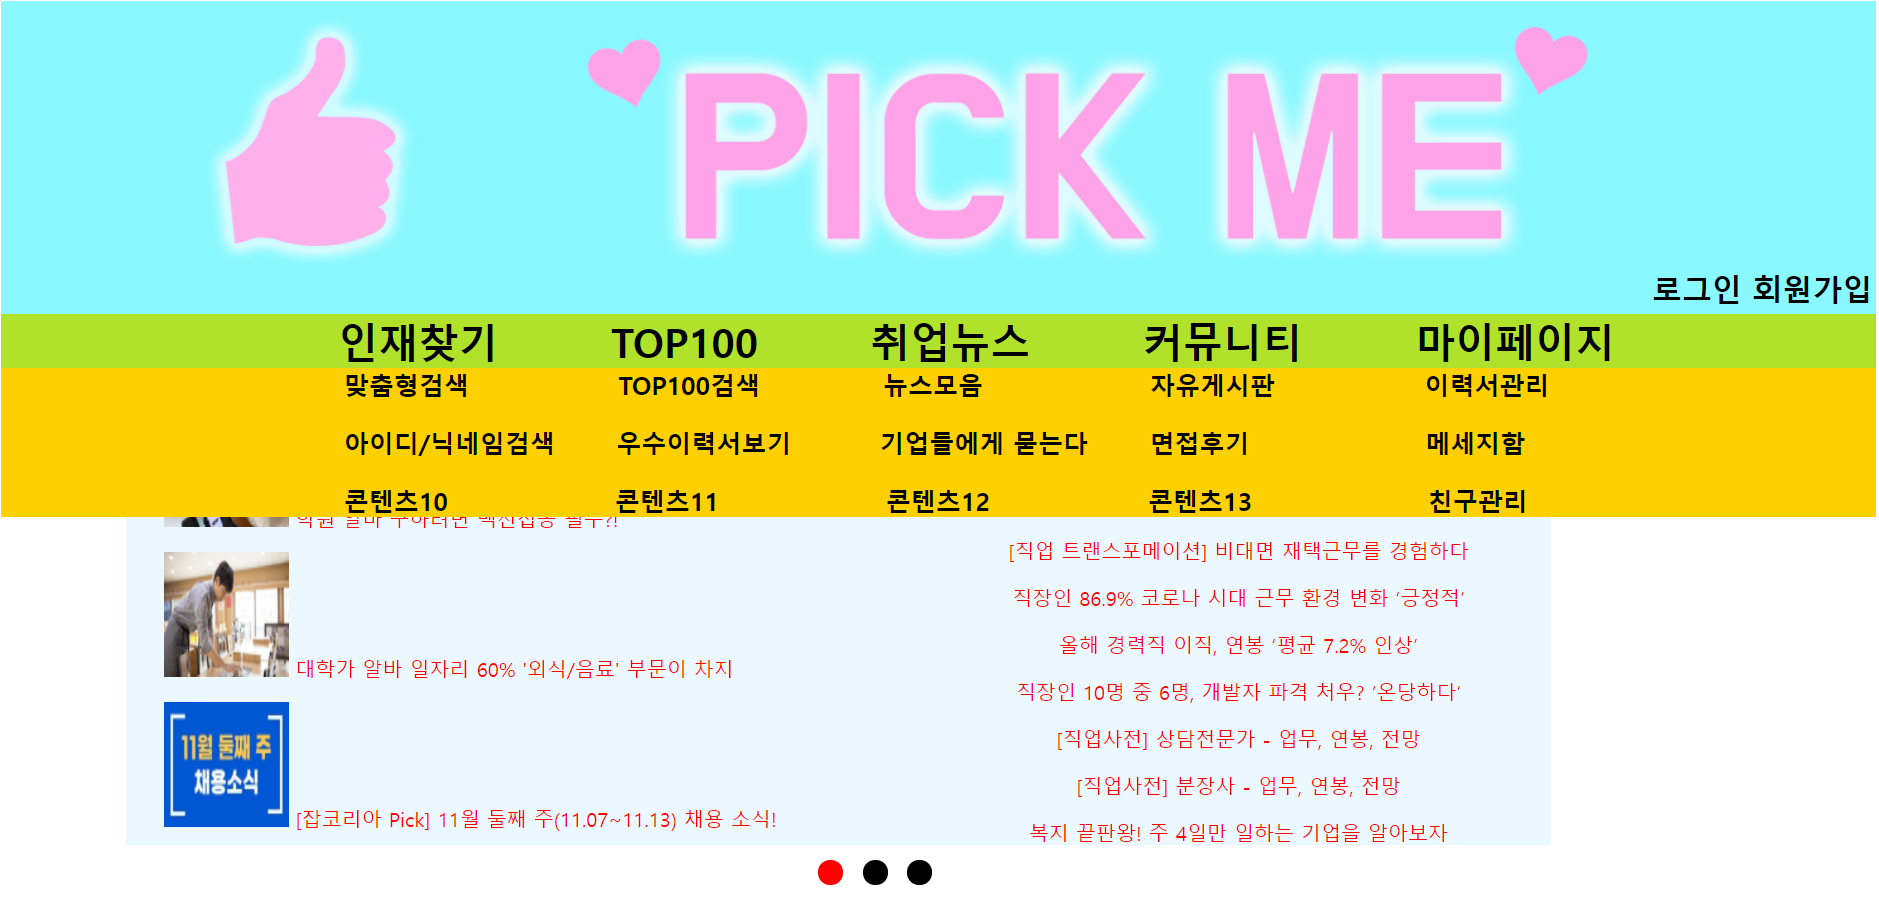 PICK ME
로그인 회원가입
인재찾기 TOP100 취업뉴스 커뮤니티 마이페이지
맞춤형검색 TOP100검색 뉴스모음 자유게시판 이력서관리
아이디/닉네임검색 우수이력서보기 기업들에게 묻는다 면접후기 메세지함
콘텐츠10 콘텐츠11 콘텐츠12 콘텐츠13 친구관리
학원 알바 구하려면 백신접종 필수?!
대학가 알바 일자리 60% '외식/음료' 부문이 차지
11월 둘째 주
채용소식
[잡코리아 Pick] 11월 둘째 주(11.07~11.13) 채용 소식!
[직업 트랜스포메이션] 비대면 재택근무를 경험하다
직장인 86.9% 코로나 시대 근무 환경 변화 ‘긍정적’
올해 경력직 이직, 연봉 ‘평균 7.2% 인상’
직장인 10명 중 6명, 개발자 파격 처우? ‘온당하다’
[직업사전] 상담전문가 - 업무, 연봉, 전망
[직업사전] 분장사 - 업무, 연봉, 전망
복지 끝판왕! 주 4일만 일하는 기업을 알아보자